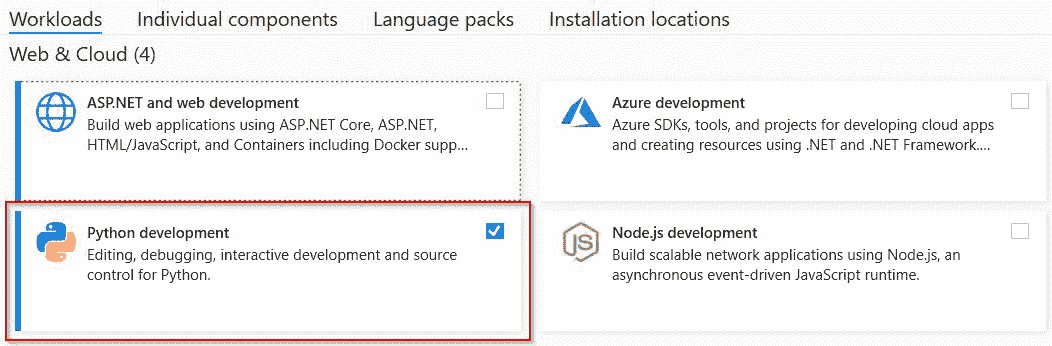 Workloads Individual components Language packs Installation locations
Web & Cloud (4)
ASP.NET and web development
Build web applications using ASP.NET Core, ASP.NET,
HTML/JavaScript, and Containers including Docker supp...
Azure development
Azure SDKs, tools, and projects for developing cloud apps
and creating resources using .NET and .NET Framework....
Python development
Editing, debugging, interactive development and source
control for Python.
JS
Node.js development
Build scalable network applications using Node.js, an
asynchronous event-driven JavaScript runtime.